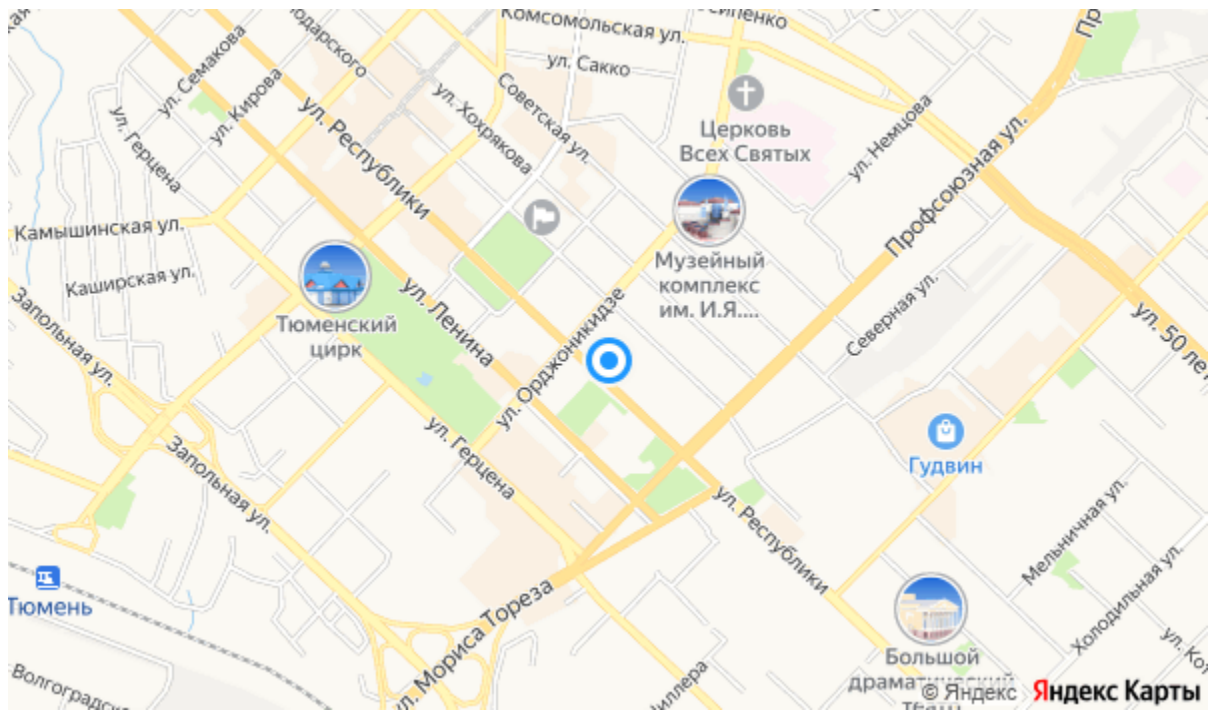 Комсомольская ул.
ул. Сакко
ул. Семакова
ул. Кирова
ул. Герцена
ул. Республики
ул. Хохрякова
Советская ул.
Церковь
Всех Святых
ул. Немцова
Профсоюзная ул.
Камышинская ул.
Каширская ул.
Запольная ул.
Тюменский
цирк
ул. Ленина
ул. Орджоникидзе
Музейный
комплекс
им. И.Я....
Северная ул.
ул. 50 лет
Гудвин
ул. Герцена
Запольная ул.
ул. Республики
Мельничная ул.
Холодильная ул.
Тюмень
ул. Мориса Тореза
Большой
драматический
© Яндекс
Яндекс Карты